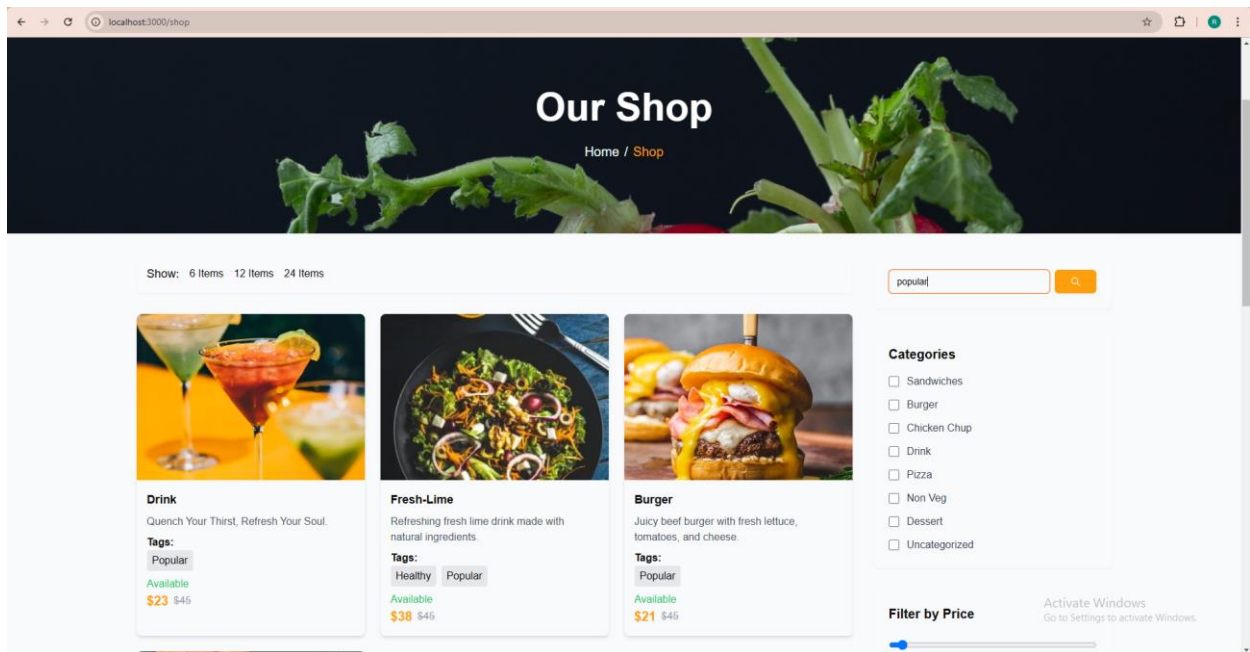 localhost:3000/shop
R
Our Shop
Home / Shop
Show: 6 Items 12 Items 24 Items
popular
Categories
Sandwiches
Burger
Chicken Chup
Drink
Pizza
Non Veg
Dessert
Uncategorized
Filter by Price
Drink
Quench Your Thirst, Refresh Your Soul.
Tags:
Popular
Available
$23 $45
Fresh-Lime
Refreshing fresh lime drink made with
natural ingredients.
Tags:
Healthy Popular
Available
$38 $45
Burger
Juicy beef burger with fresh lettuce,
tomatoes, and cheese.
Tags:
Popular
Available
$21 $45
Activate Windows
Go to Settings to activate Windows.